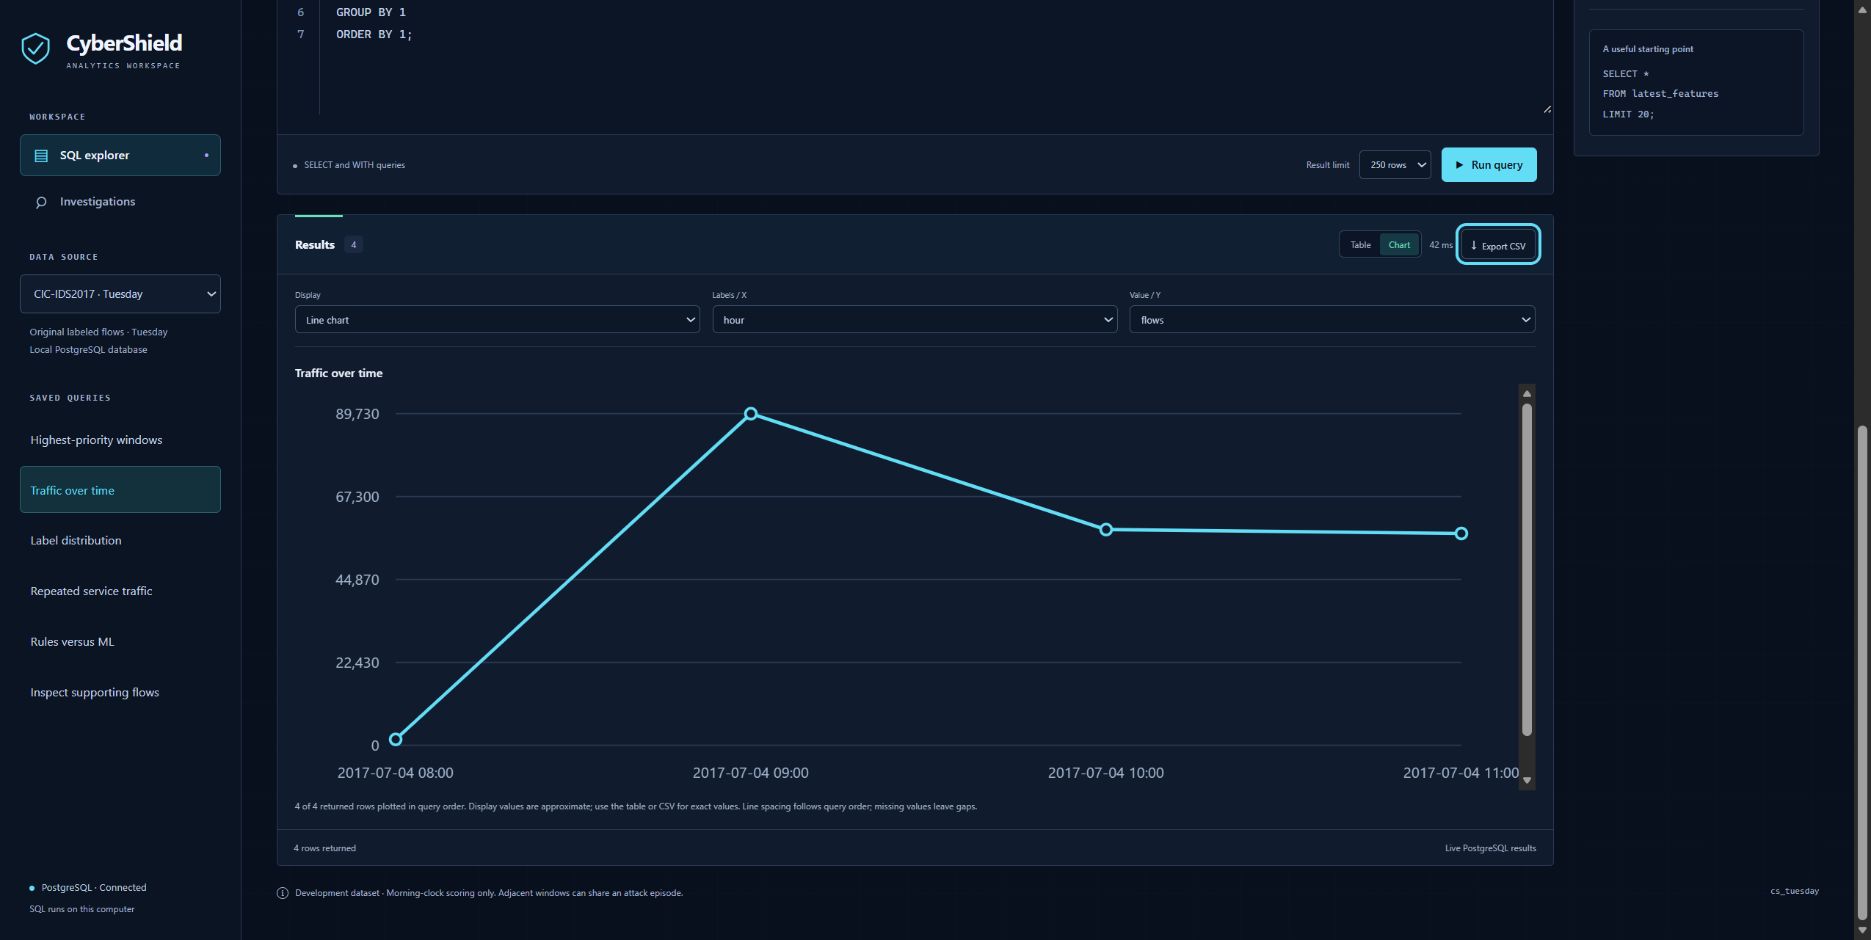 CyberShield
ANALYTICS WORKSPACE
WORKSPACE
SQL explorer
Investigations
DATA SOURCE
CIC-IDS2017 · Tuesday
Original labeled flows · Tuesday
Local PostgreSQL database
SAVED QUERIES
Highest-priority windows
Traffic over time
Label distribution
Repeated service traffic
Rules versus ML
Inspect supporting flows
PostgreSQL · Connected
SQL runs on this computer
6 GROUP BY 1
7 ORDER BY 1;
SELECT and WITH queries
Result limit 250 rows Run query
Results 4
Table Chart 42 ms ↓ Export CSV
Display Labels / X Value / Y
Line chart hour flows
Traffic over time
89,730
67,300
44,870
22,430
0
2017-07-04 08:00 2017-07-04 09:00 2017-07-04 10:00 2017-07-04 11:00
4 of 4 returned rows plotted in query order. Display values are approximate; use the table or CSV for exact values. Line spacing follows query order; missing values leave gaps.
4 rows returned Live PostgreSQL results
Development dataset · Morning-clock scoring only. Adjacent windows can share an attack episode.
A useful starting point
SELECT *
FROM latest_features
LIMIT 20;
cs_tuesday